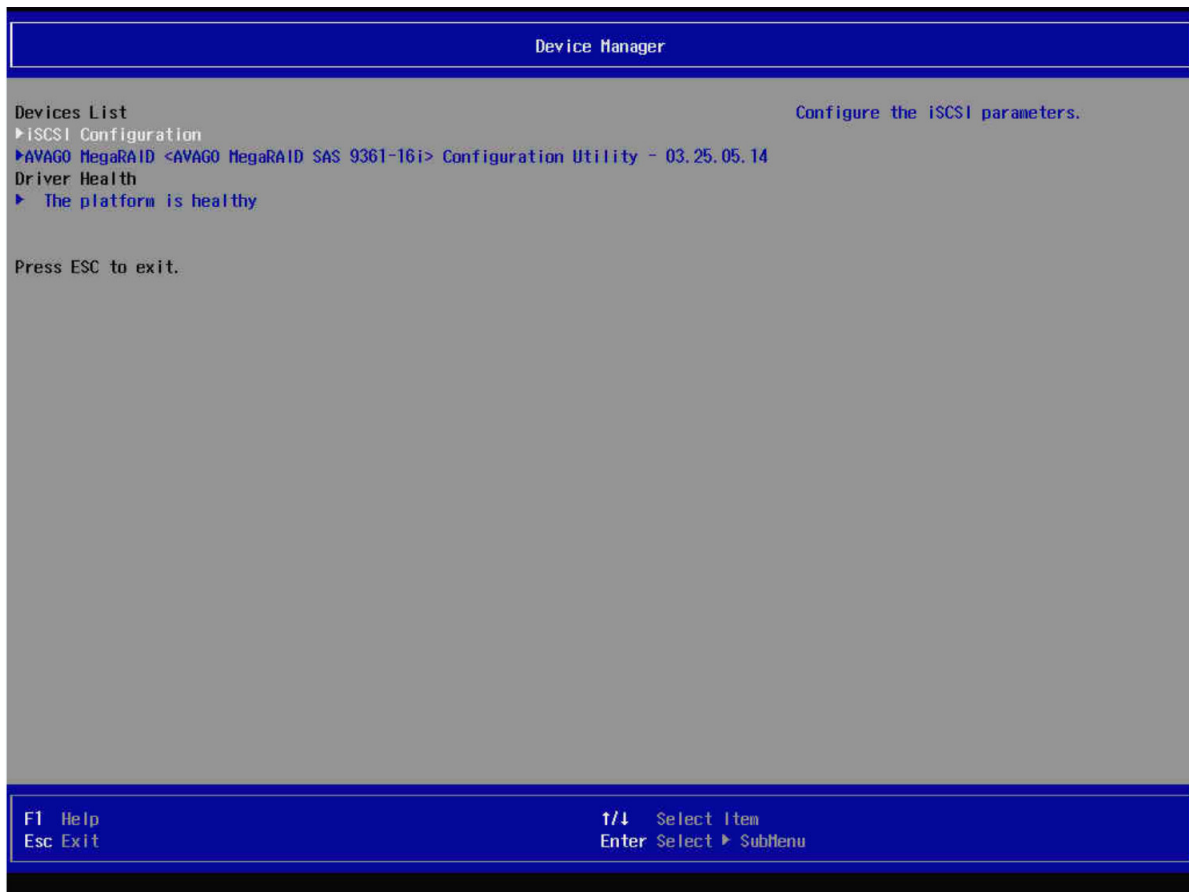 Device Manager
Devices List
Configure the iSCSI parameters.
▶iSCSI Configuration
▶AVAGO MegaRAID <AVAGO MegaRAID SAS 9361-16i> Configuration Utility - 03.25.05.14
Driver Health
▶ The platform is healthy
Press ESC to exit.
F1 Help
↑/↓ Select Item
Esc Exit
Enter Select ▶ SubMenu